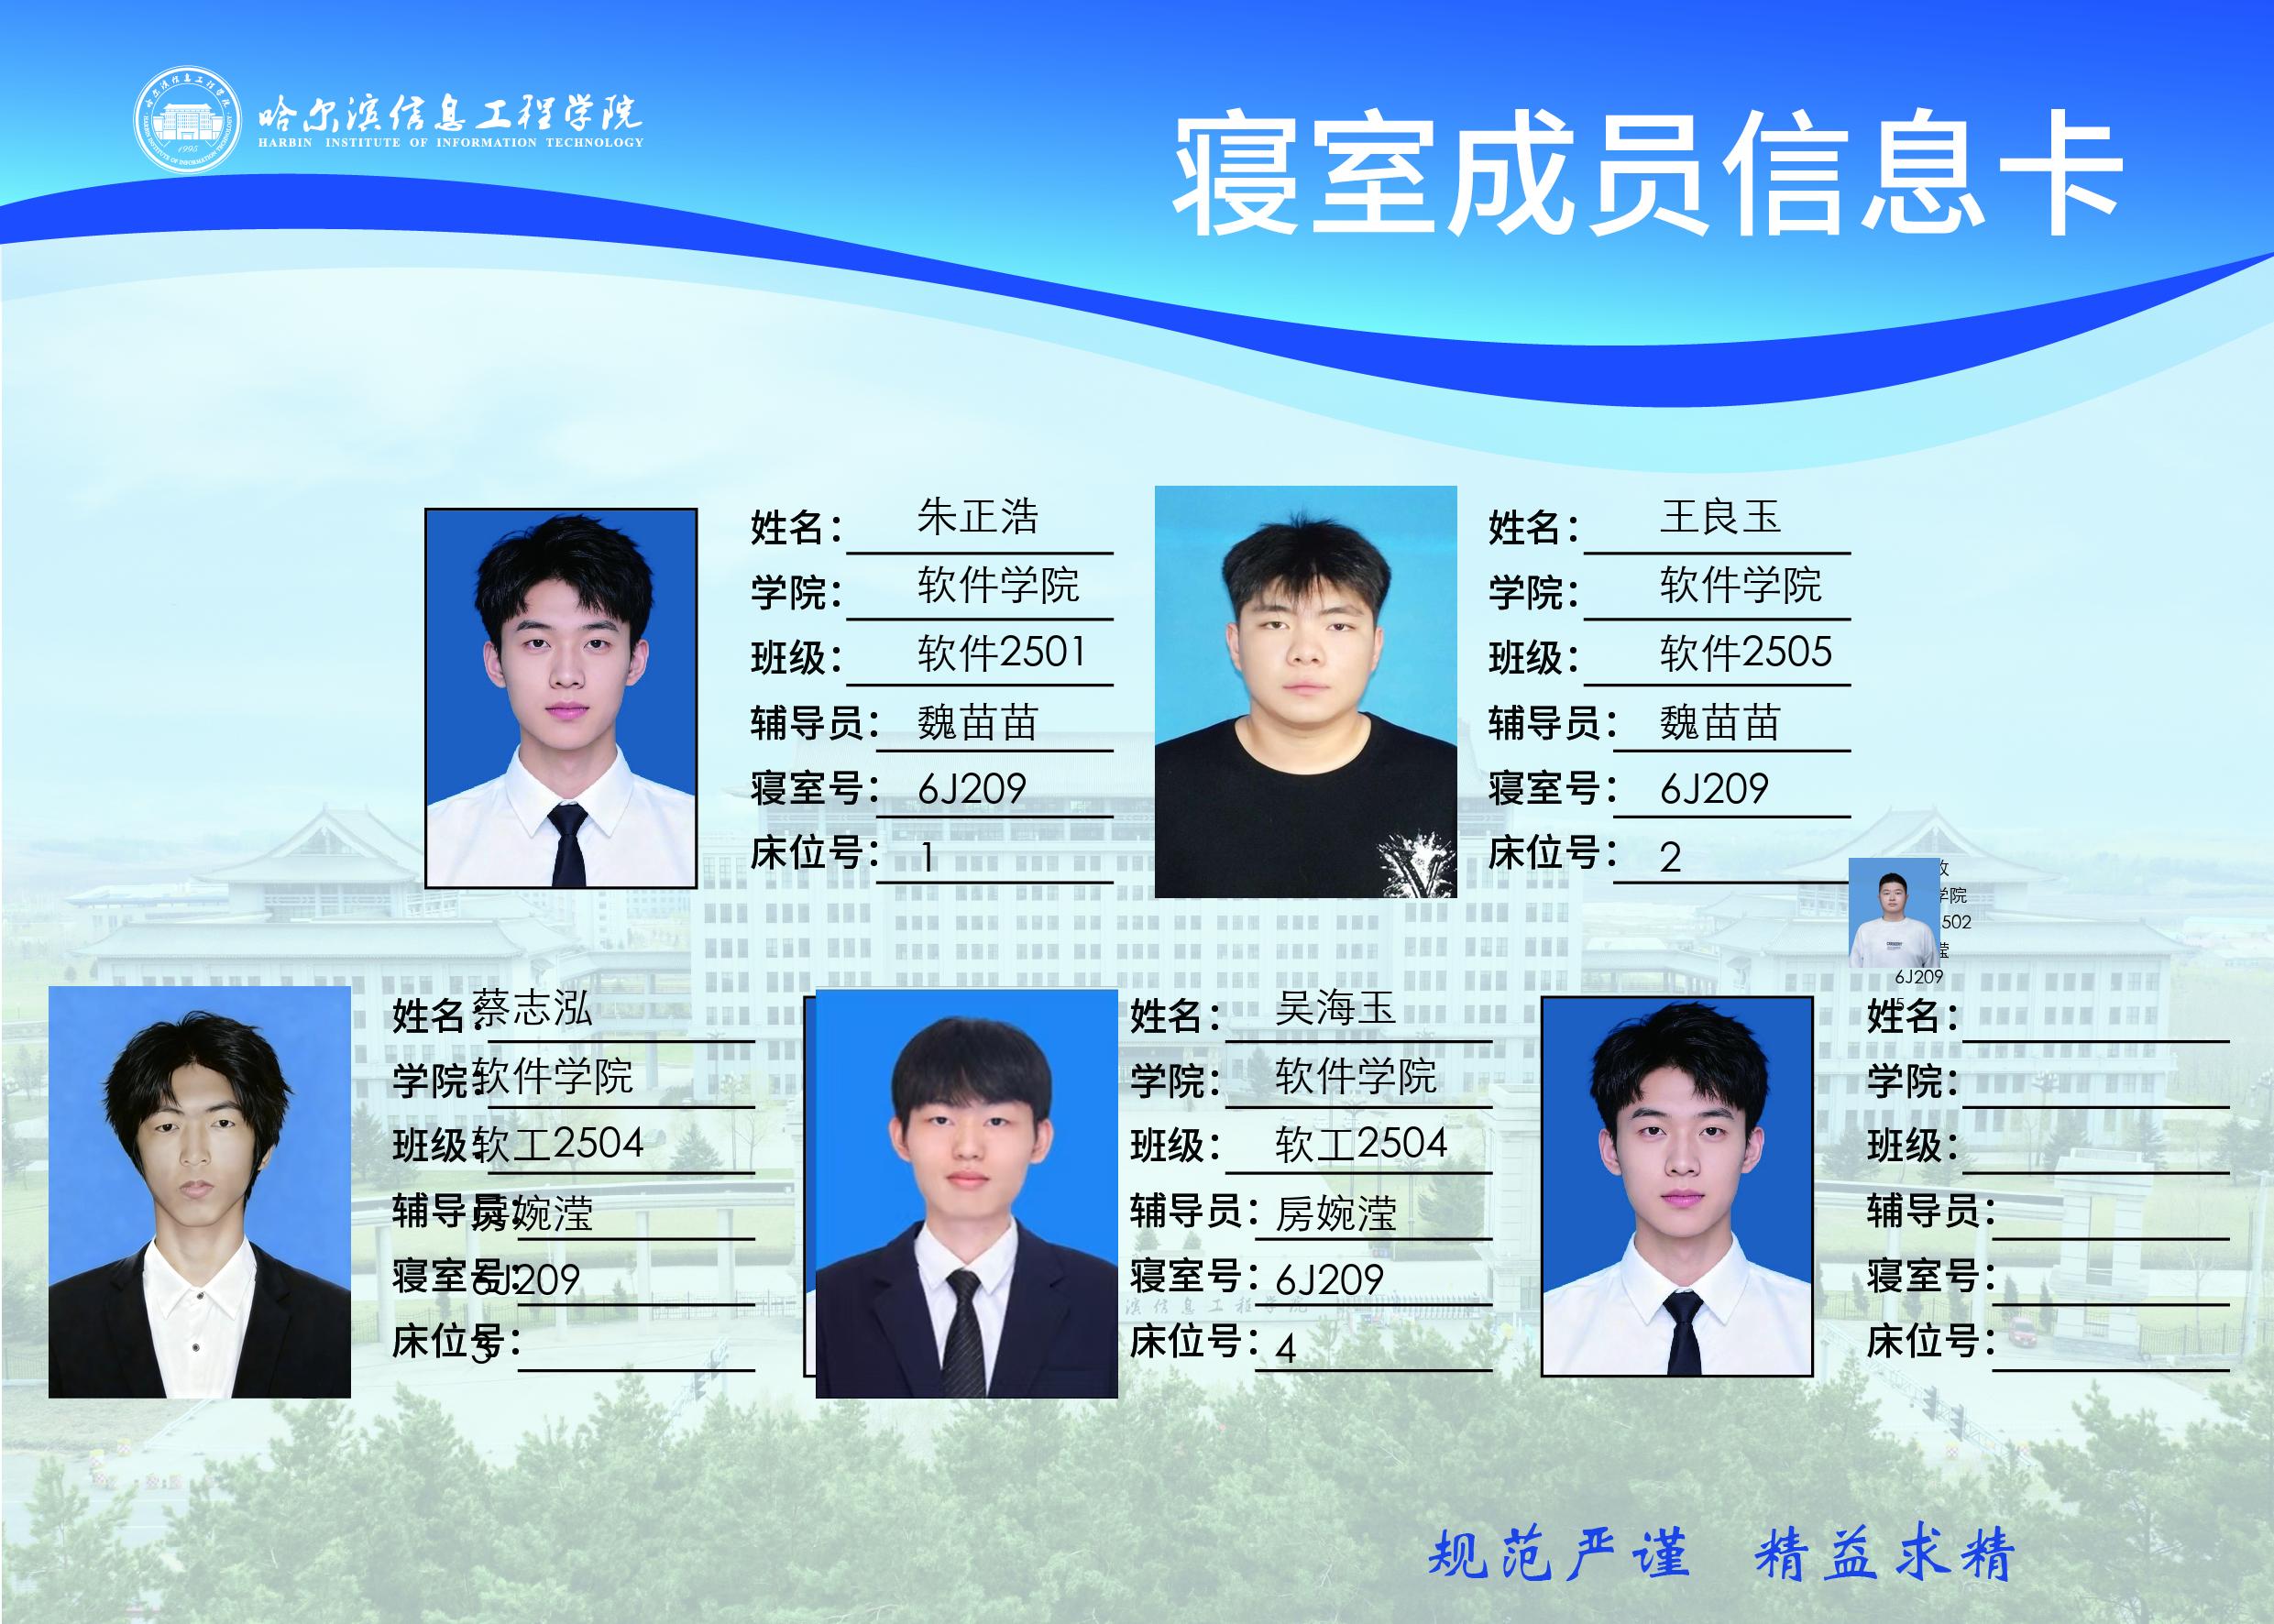 哈尔滨信息工程学院
HARBIN INSTITUTE OF INFORMATION TECHNOLOGY
1995
寝室成员信息卡
姓名： 朱正浩
学院： 软件学院
班级： 软件2501
辅导员： 魏苗苗
寝室号： 6J209
床位号： 1
姓名： 王良玉
学院： 软件学院
班级： 软件2505
辅导员： 魏苗苗
寝室号： 6J209
床位号： 2
学院
502
滢
6J209
5
姓名：蔡志泓
学院：软件学院
班级：软工2504
辅导员：房婉滢
寝室号：6J209
床位号：3
姓名： 吴海玉
学院： 软件学院
班级： 软工2504
辅导员： 房婉滢
寝室号： 6J209
床位号： 4
姓名：
学院：
班级：
辅导员：
寝室号：
床位号：
规范严谨 精益求精